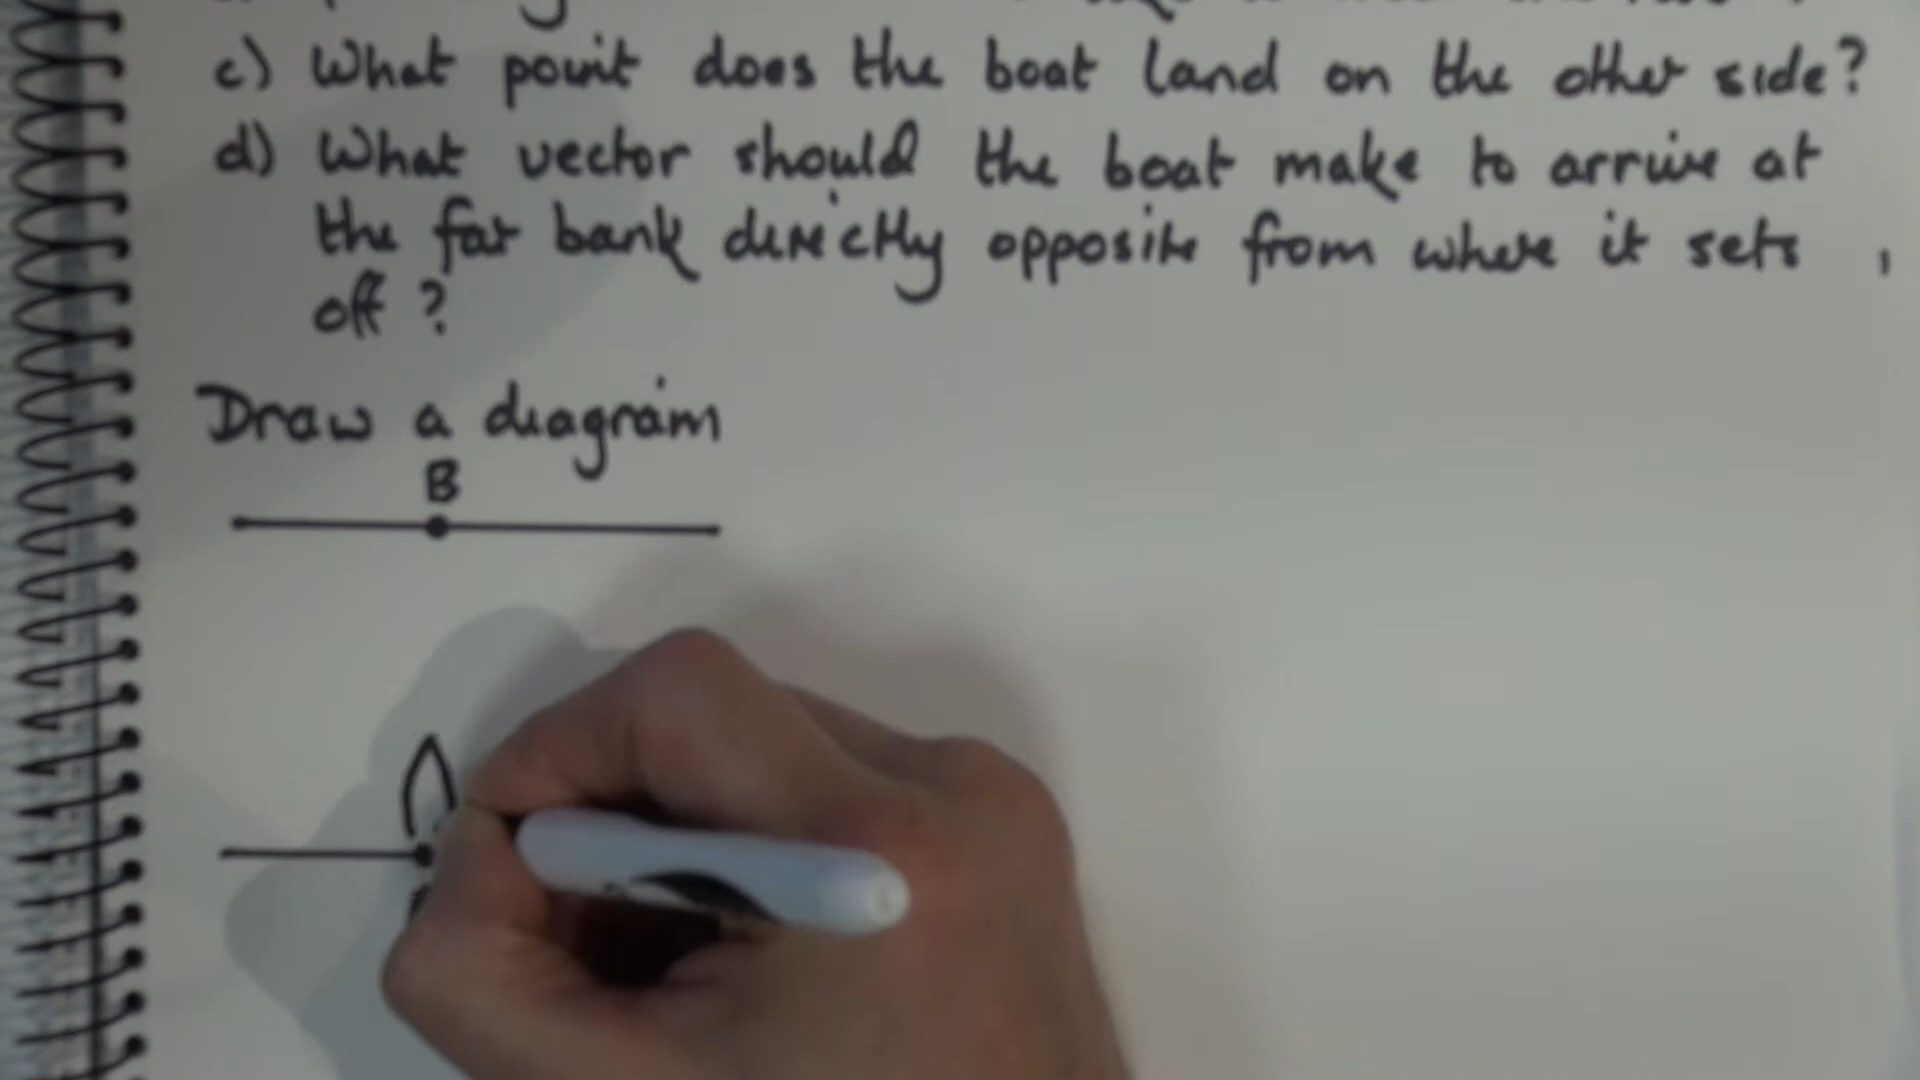 c) What point does the boat land on the other side?
d) What vector should the boat make to arrive at
the far bank directly opposite from where it sets
off?
Draw a diagram
B